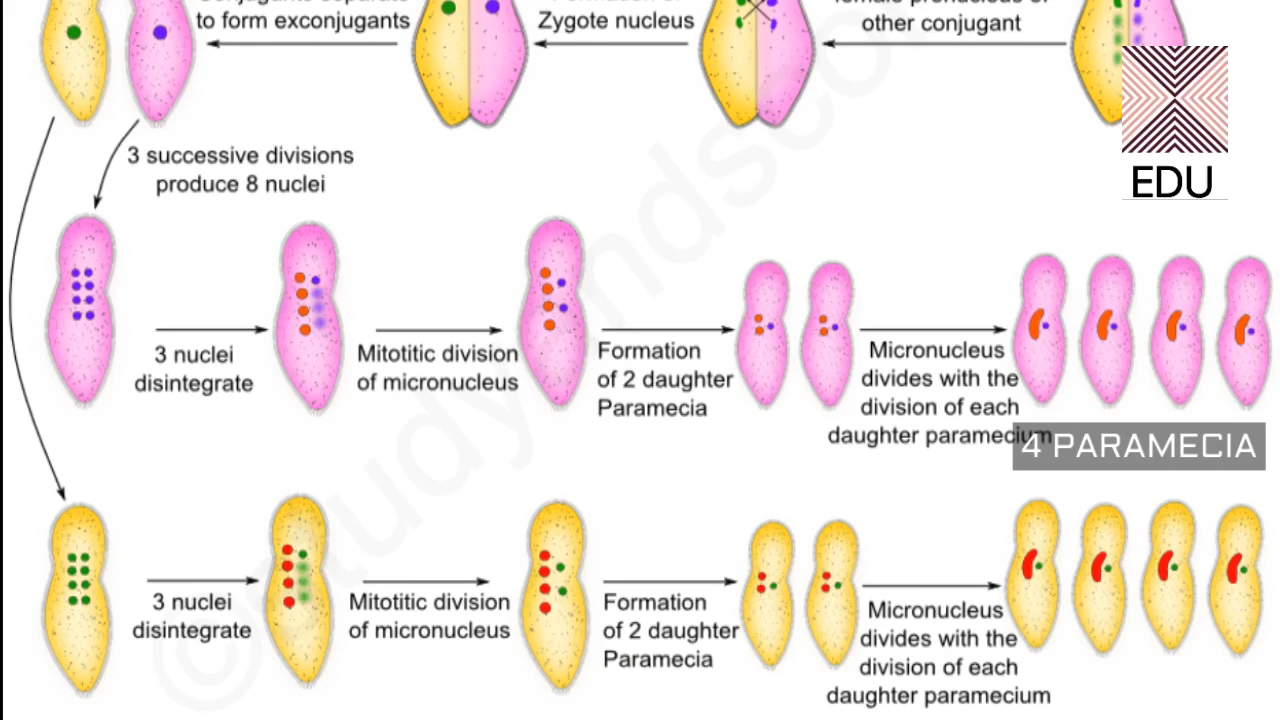 to form exconjugants
Zygote nucleus
other conjugant
EDU
3 successive divisions
produce 8 nuclei
3 nuclei
disintegrate
Mitotitic division
of micronucleus
Formation
of 2 daughter
Paramecia
Micronucleus
divides with the
division of each
daughter paramecium
4 PARAMECIA
3 nuclei
disintegrate
Mitotitic division
of micronucleus
Formation
of 2 daughter
Paramecia
Micronucleus
divides with the
division of each
daughter paramecium